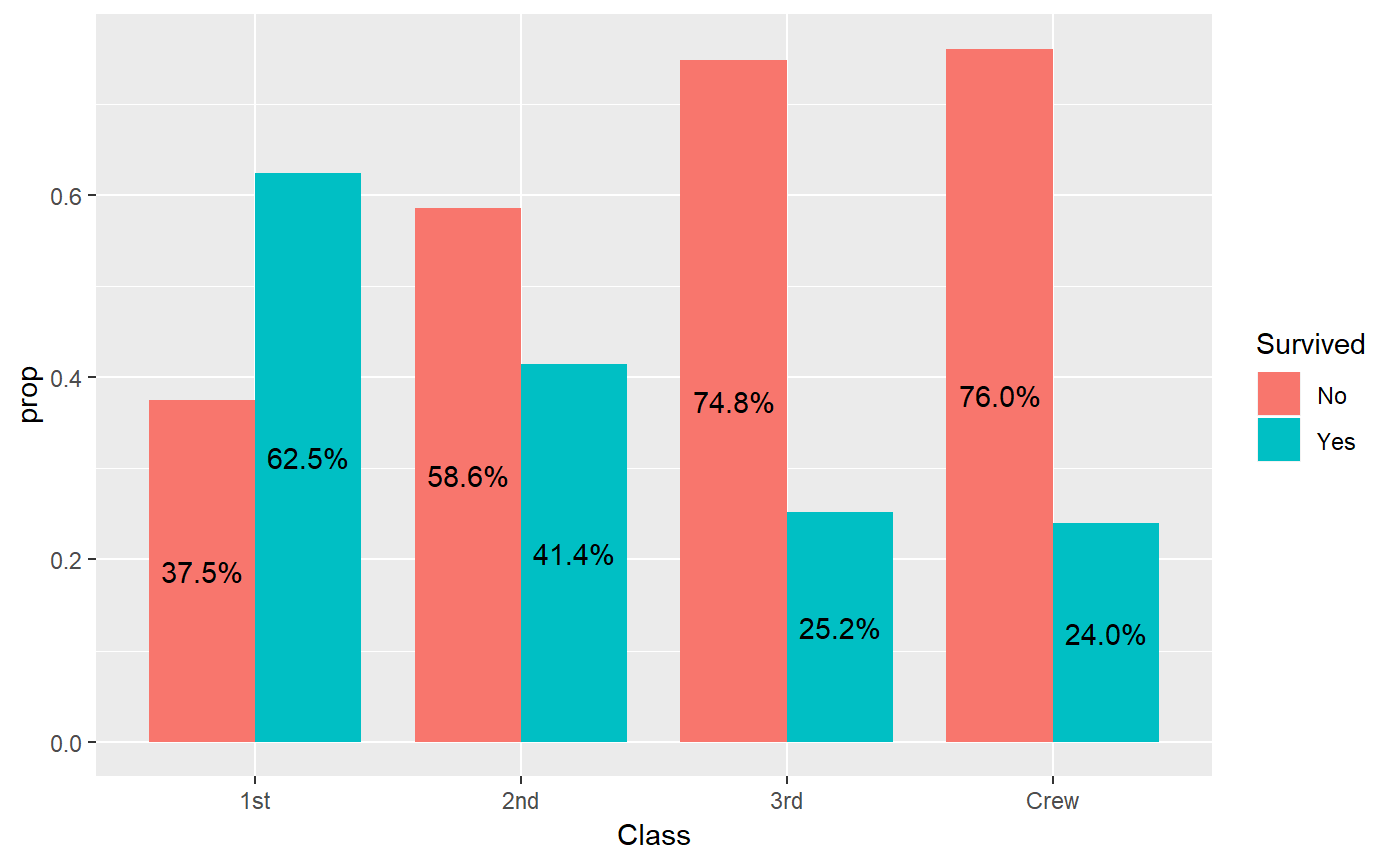 prop
0.6
0.4
0.2
0.0
37.5%
62.5%
58.6%
41.4%
74.8%
25.2%
76.0%
24.0%
1st
2nd
3rd
Crew
Class
Survived
No
Yes